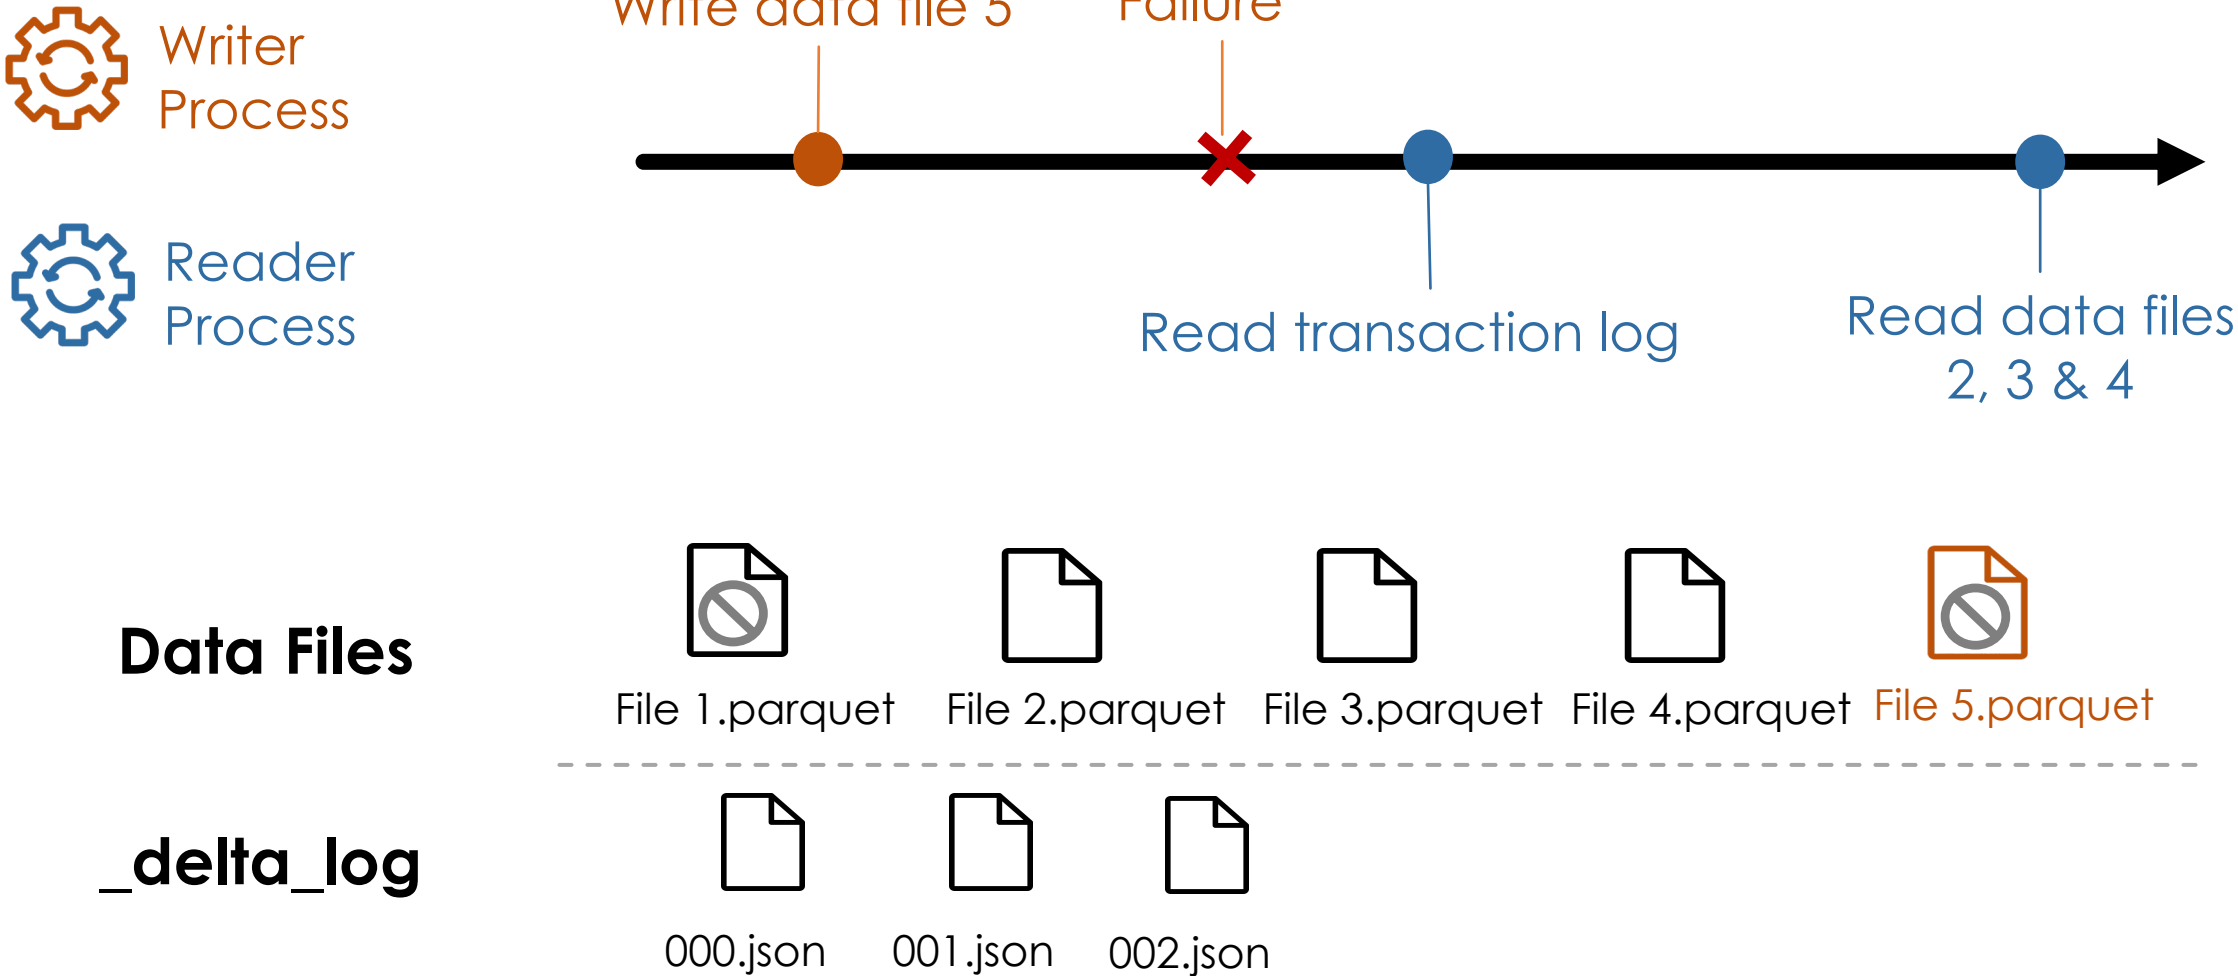 Write data file 5
Failure
Writer
Process
Reader
Process
Read transaction log
Read data files
2, 3 & 4
Data Files
File 1.parquet
File 2.parquet
File 3.parquet
File 4.parquet
File 5.parquet
_delta_log
000.json
001.json
002.json